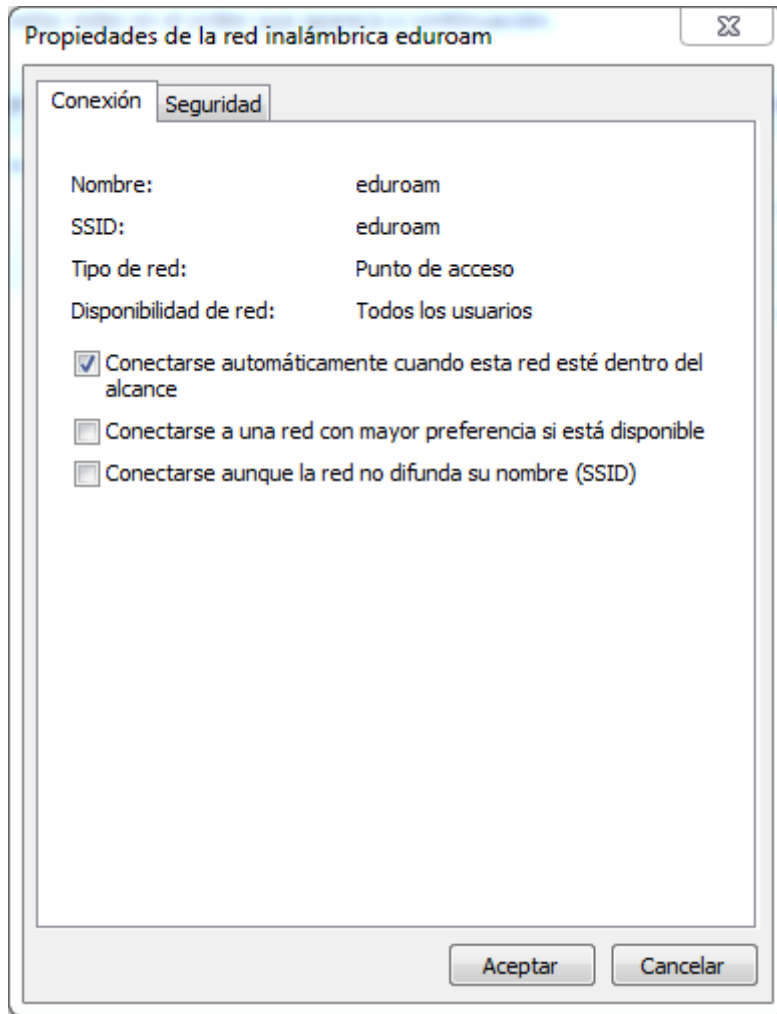 Propiedades de la red inalámbrica eduroam
Conexión Seguridad
Nombre: eduroam
SSID: eduroam
Tipo de red: Punto de acceso
Disponibilidad de red: Todos los usuarios
Conectarse automáticamente cuando esta red esté dentro del
alcance
Conectarse a una red con mayor preferencia si está disponible
Conectarse aunque la red no difunda su nombre (SSID)
Aceptar Cancelar